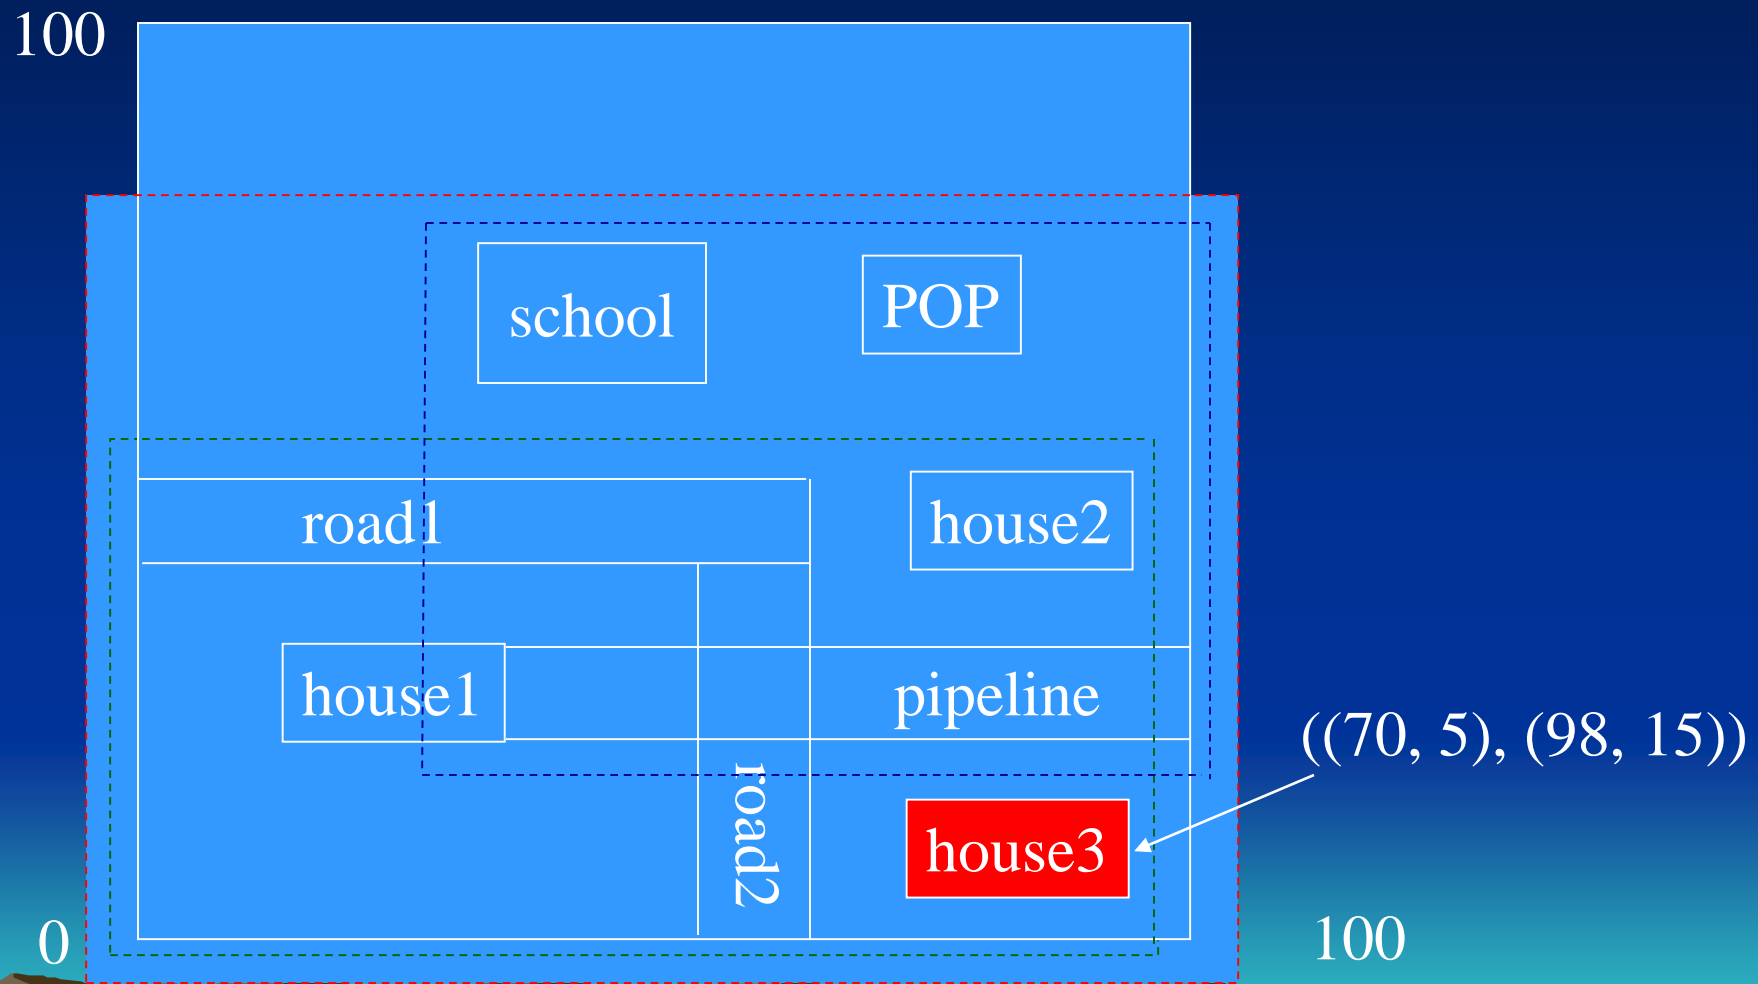 100
school
POP
road1
house2
house1
pipeline
((70, 5), (98, 15))
road2
house3
0
100